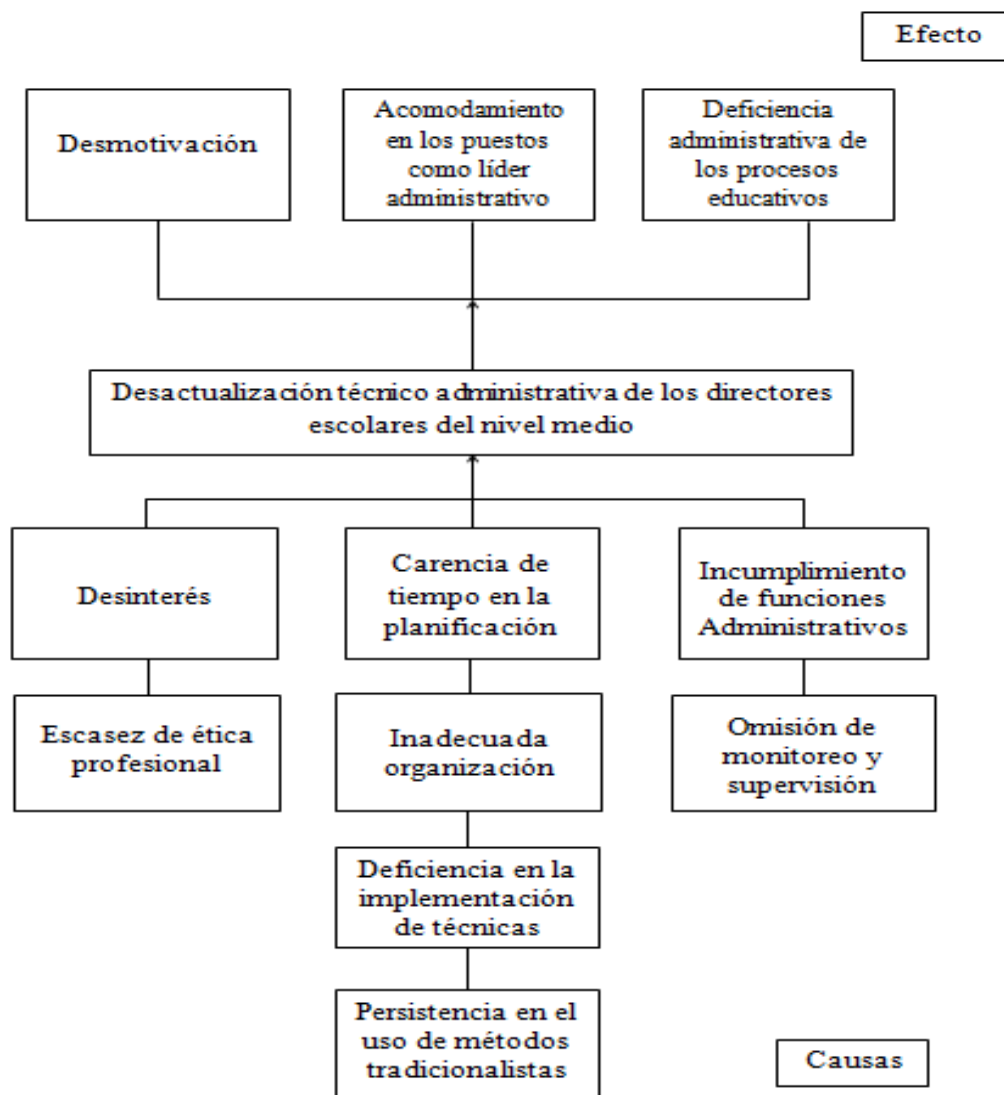 Efecto
Desmotivación
Acomodamiento
en los puestos
como líder
administrativo
Deficiencia
administrativa de
los procesos
educativos
Desactualización técnico administrativa de los directores
escolares del nivel medio
Desinterés
Carencia de
tiempo en la
planificación
Incumplimiento
de funciones
Administrativos
Escasez de ética
profesional
Inadecuada
organización
Omisión de
monitoreo y
supervisión
Deficiencia en la
implementación
de técnicas
Persistencia en el
uso de métodos
tradicionalistas
Causas